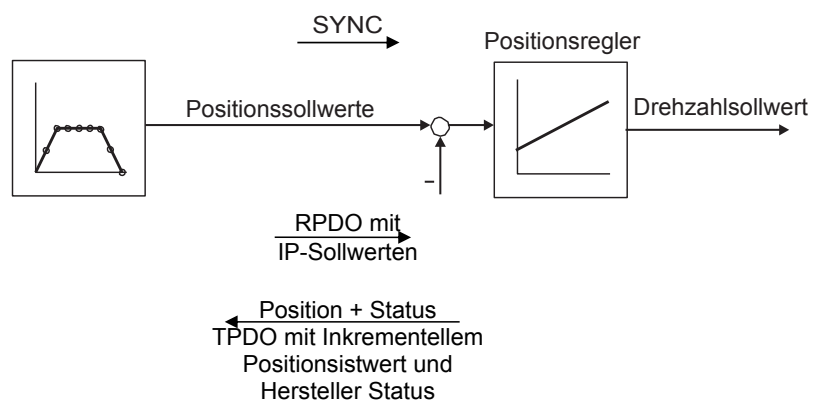 SYNC
Positionsregler
Positionssollwerte
Drehzahlsollwert
–
RPDO mit
IP-Sollwerten
Position + Status
TPDO mit Inkrementellem
Positionsistwert und
Hersteller Status